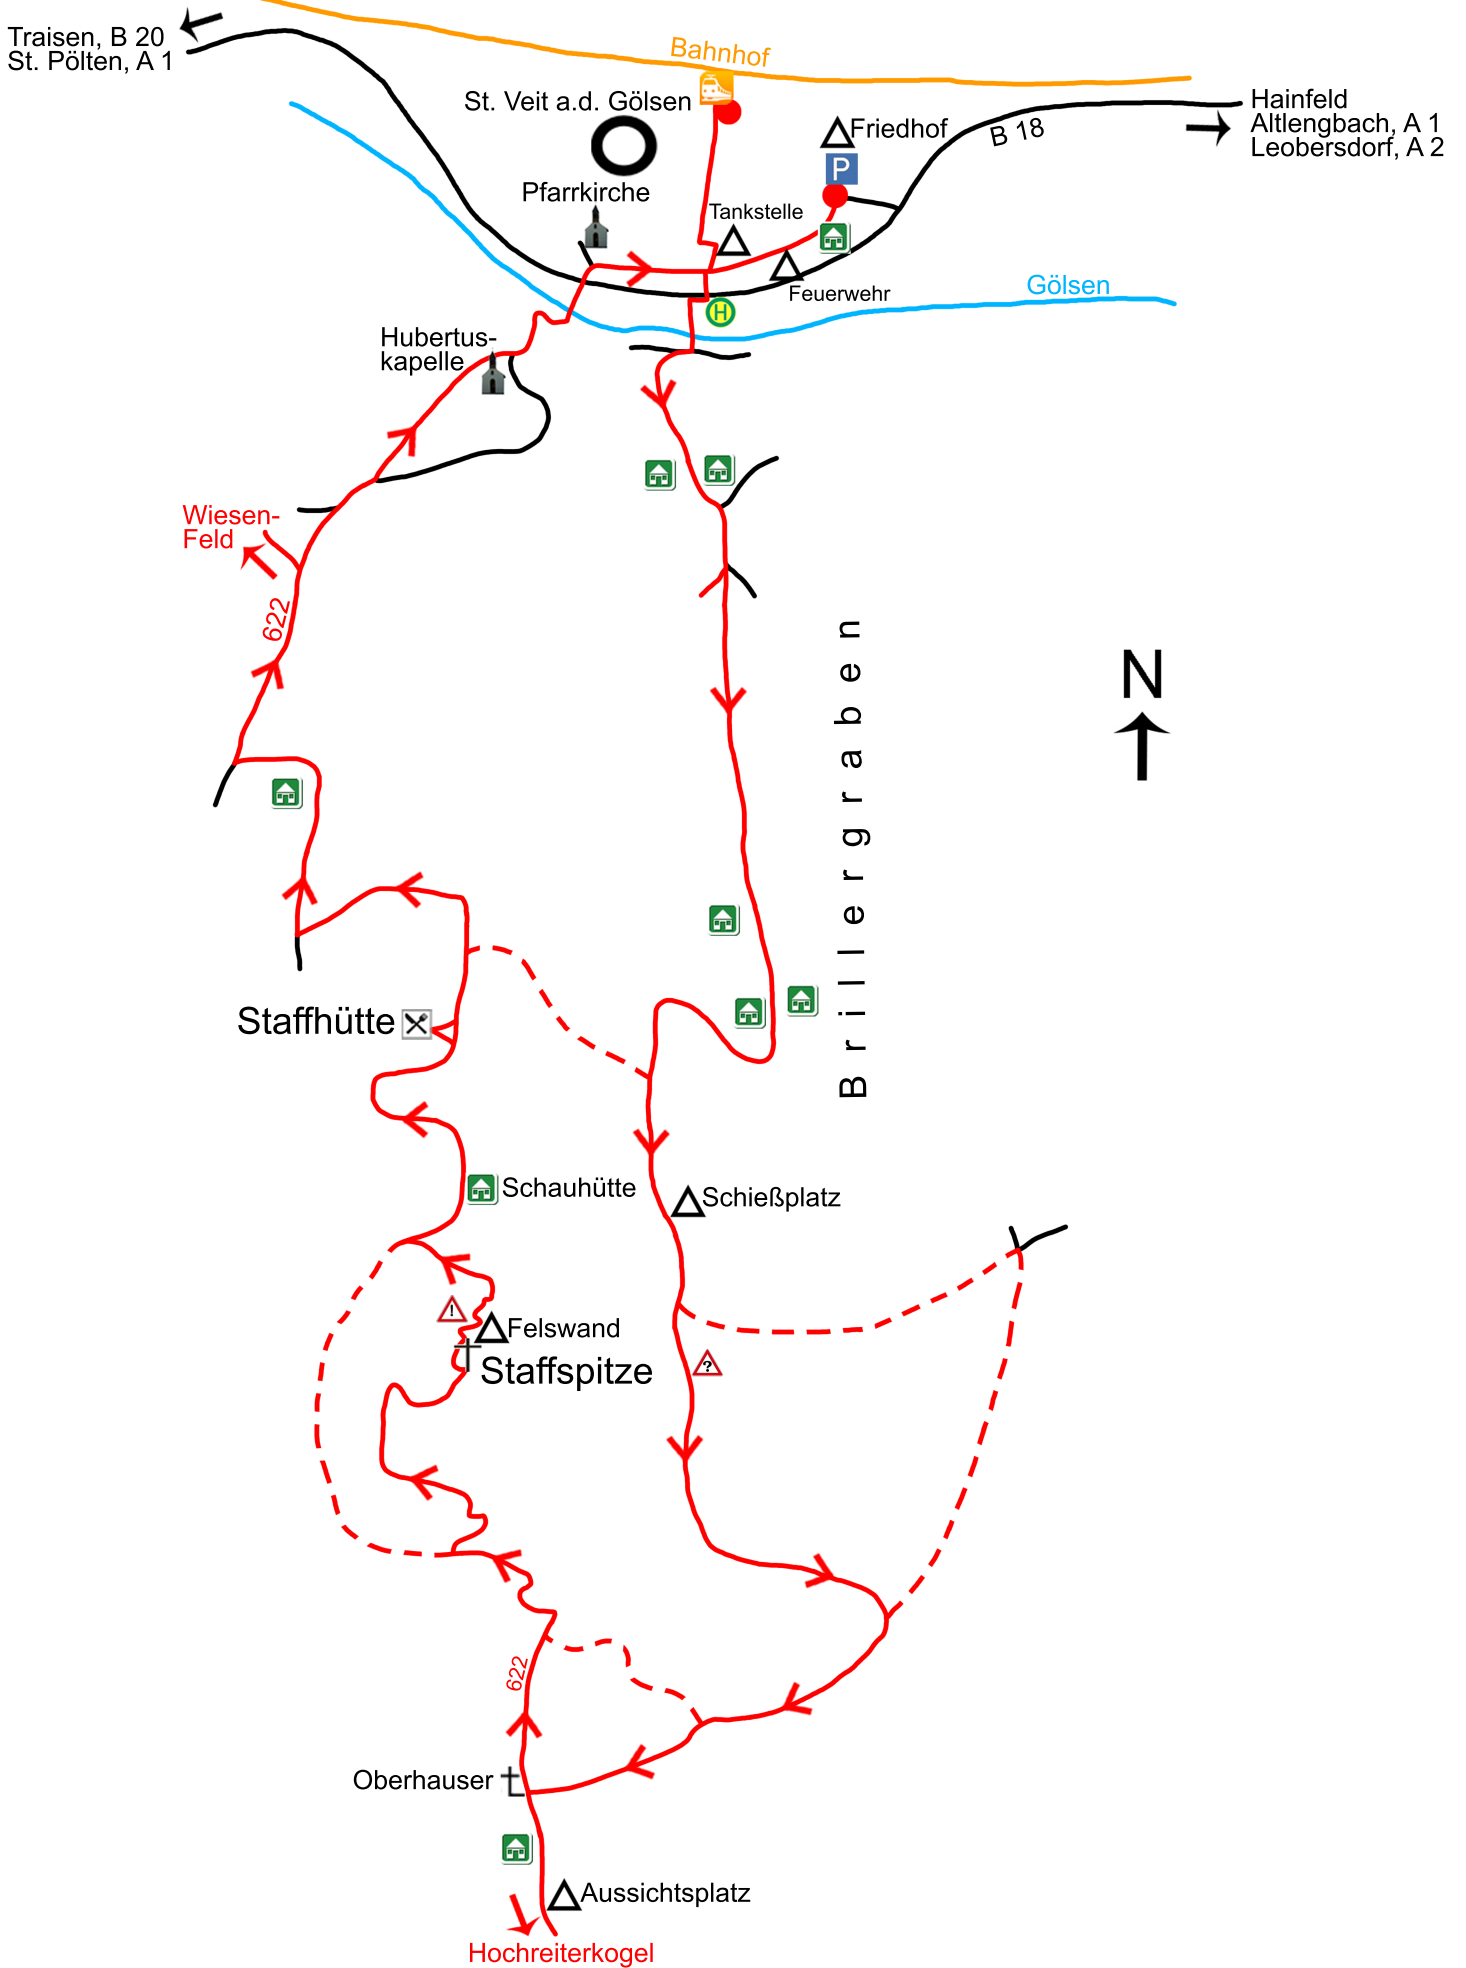 Traisen, B 20
St. Pölten, A 1
Bahnhof
St. Veit a.d. Gölsen
Friedhof
P
B 18
Hainfeld
Altlengbach, A 1
Leobersdorf, A 2
Pfarrkirche
Tankstelle
Feuerwehr
Gölsen
H
Hubertus-
kapelle
Wiesen-
Feld
622
Brillergraben
N
Staffhütte
Schauhütte
Schießplatz
!
Felswand
Staffspitze
?
622
Oberhauser
Aussichtsplatz
Hochreiterkogel